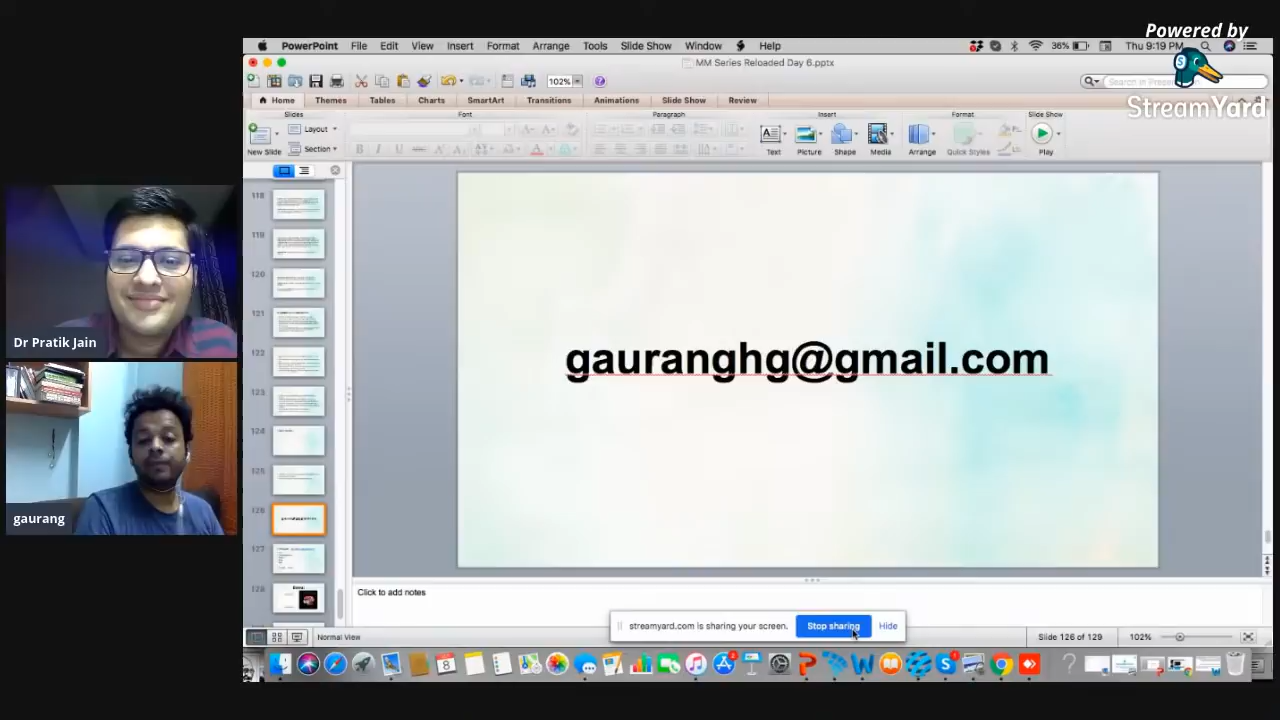 Powered by
StreamYard
PowerPoint File Edit View Insert Format Arrange Tools Slide Show Window Help
36% Thu 9:19 PM
MM Series Reloaded Day 6.pptx
102%
Search in Presen
Home Themes Tables Charts SmartArt Transitions Animations Slide Show Review
Slides Font Paragraph Insert Format Slide Show
New Slide Layout Section
Text Picture Shape Media Arrange Quick Styles Play
118
119
120
121
122
123
124
125
126
127
128
gauranghg@gmail.com
Dr Pratik Jain
gaurang
Click to add notes
streamyard.com is sharing your screen. Stop sharing Hide
Normal View Slide 126 of 129 102%